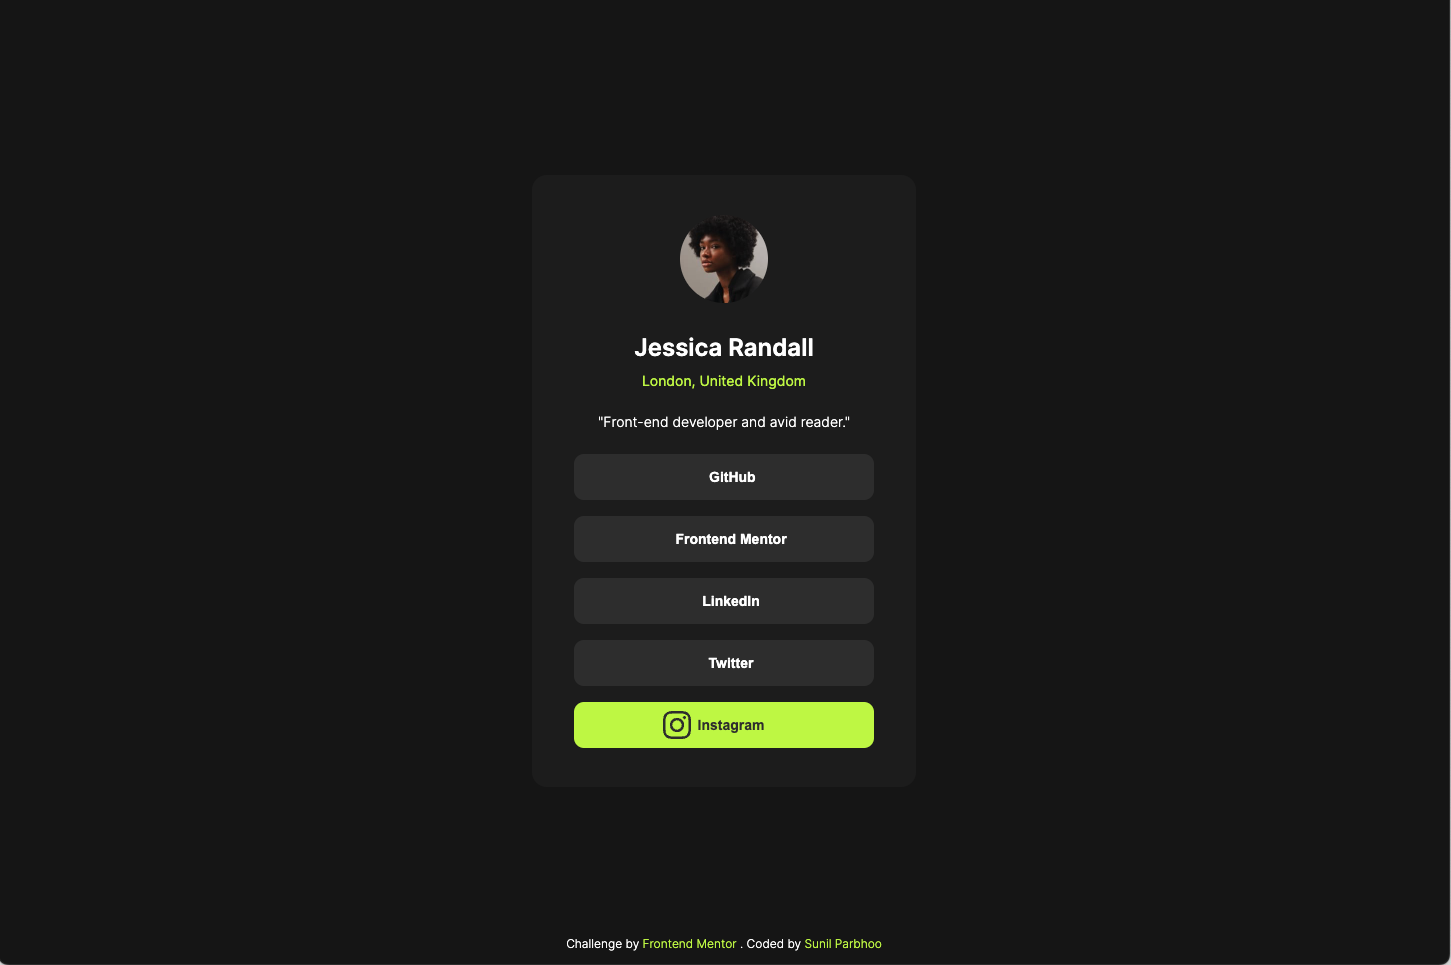 Jessica Randall
London, United Kingdom
"Front-end developer and avid reader."
GitHub
Frontend Mentor
LinkedIn
Twitter
Instagram
Challenge by Frontend Mentor . Coded by Sunil Parbhoo